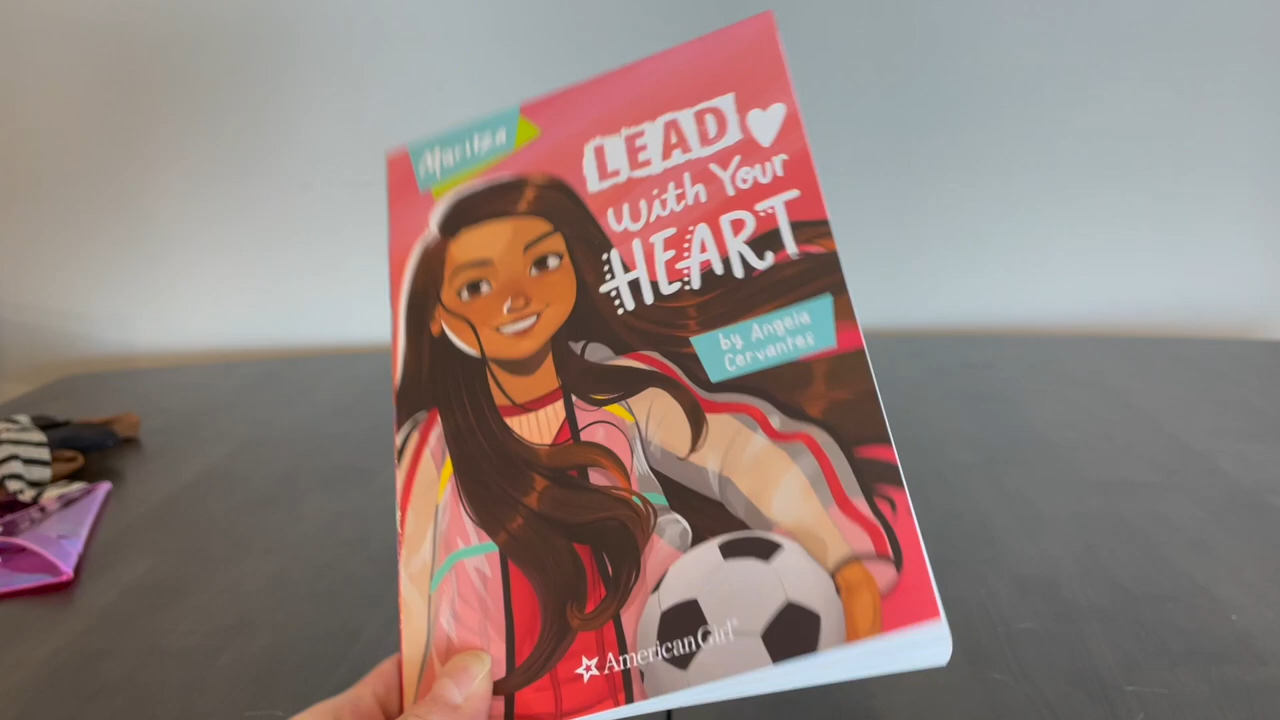 Maritza
LEAD
With Your
HEART
by Angela
Cervantes
American Girl®